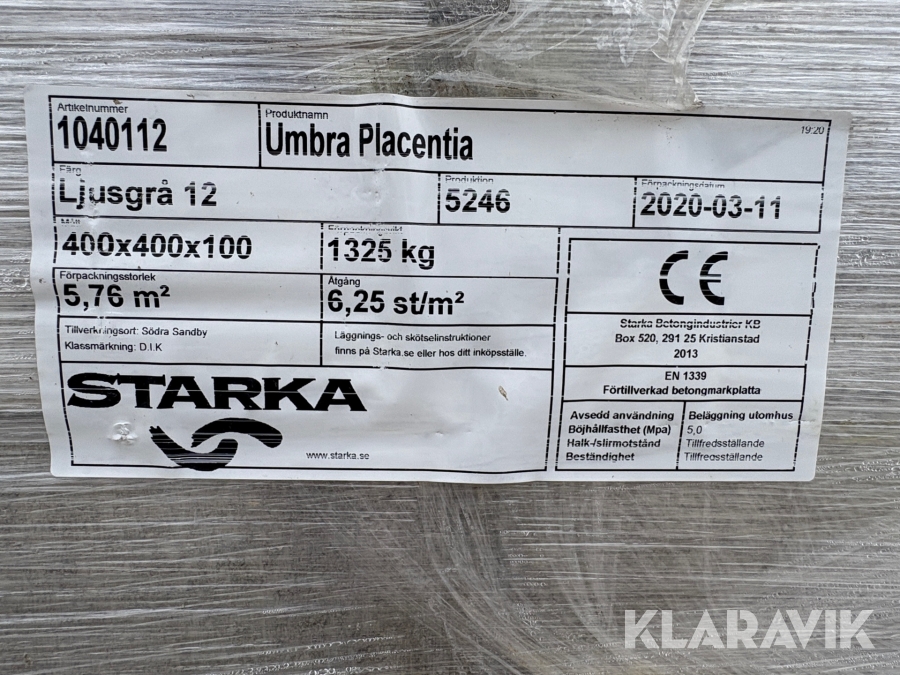 Artikelnummer
1040112
Produktnamn
Umbra Placentia
19:20
Färg
Ljusgrå 12
Produktion
5246
Förpackningsdatum
2020-03-11
Mått
400x400x100
Förpackningsvikt
1325 kg
Förpackningsstorlek
5,76 m²
Åtgång
6,25 st/m²
Tillverkningsort: Södra Sandby
Klassmärkning: D.I.K
Läggnings- och skötselinstruktioner
finns på Starka.se eller hos ditt inköpsställe.
CE
Starka Betongindustrier KB
Box 520, 291 25 Kristianstad
2013
EN 1339
Förtillverkad betongmarkplatta
Avsedd användning
Beläggning utomhus
Böjhållfasthet (Mpa)
5,0
Halk-/slirmotstånd
Tillfredsställande
Beständighet
Tillfredsställande
STARKA
www.starka.se
KLARAVIK